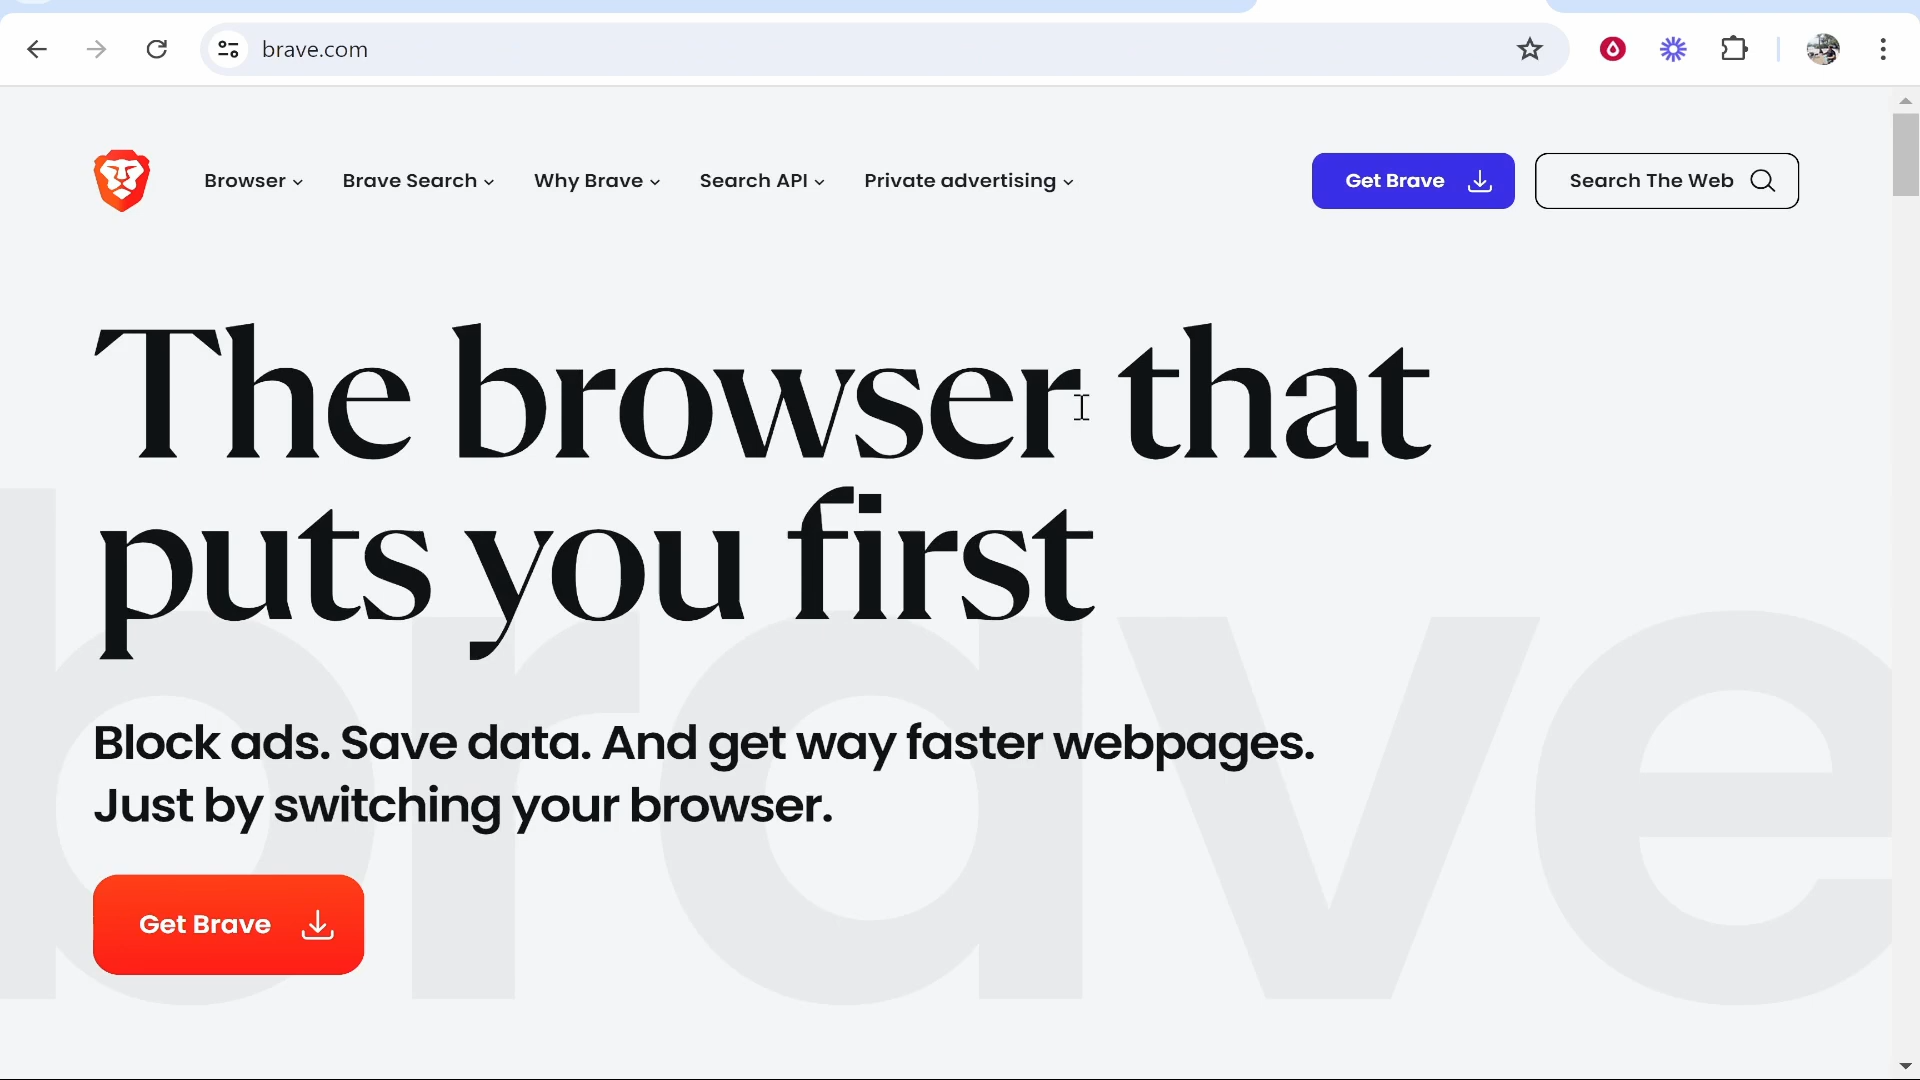 brave.com
Browser Brave Search Why Brave Search API Private advertising Get Brave Search The Web
The browser that
puts you first
Block ads. Save data. And get way faster webpages.
Just by switching your browser.
Get Brave
brave